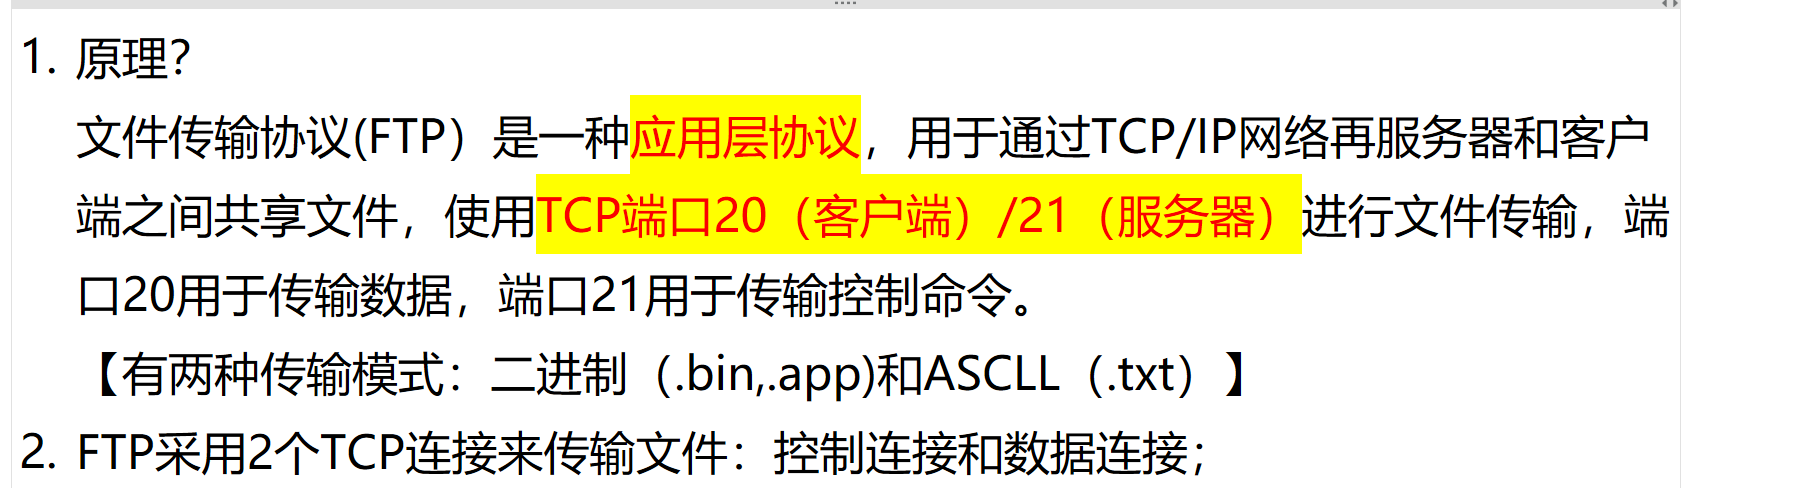 1. 原理？
文件传输协议(FTP）是一种应用层协议，用于通过TCP/IP网络再服务器和客户
端之间共享文件，使用TCP端口20（客户端）/21（服务器）进行文件传输，端
口20用于传输数据，端口21用于传输控制命令。
【有两种传输模式：二进制（.bin,.app)和ASCLL（.txt）】
2. FTP采用2个TCP连接来传输文件：控制连接和数据连接；